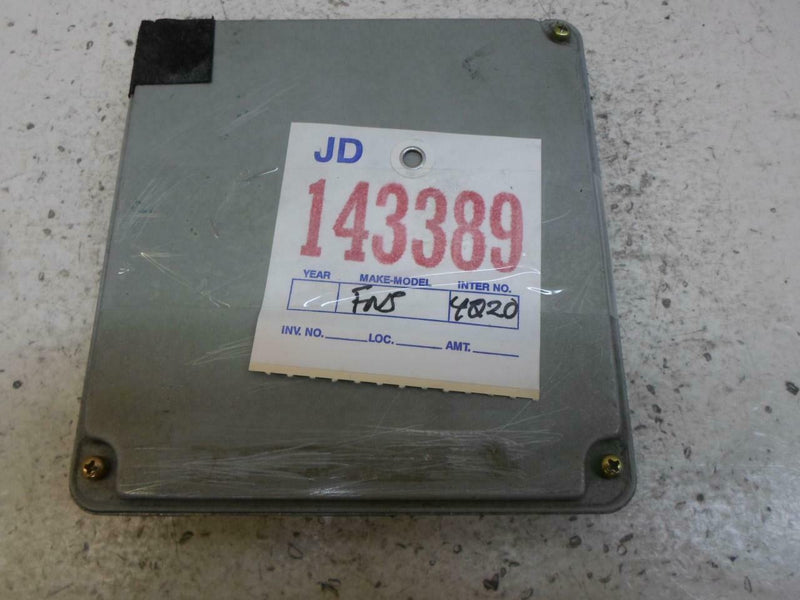 JD
143389
YEAR MAKE-MODEL INTER NO.
FNS 4Q20
INV. NO. LOC. AMT.